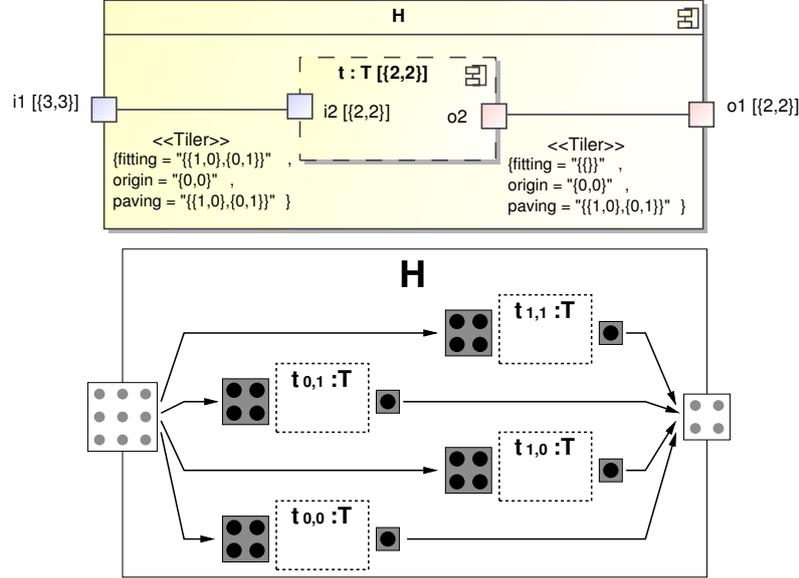 H
t : T [{2,2}]
i1 [{3,3}]
i2 [{2,2}]
o2
o1 [{2,2}]
<<Tiler>>
{fitting = "{{1,0},{0,1}}" ,
origin = "{0,0}" ,
paving = "{{1,0},{0,1}}" }
<<Tiler>>
{fitting = "{{}}" ,
origin = "{0,0}" ,
paving = "{{1,0},{0,1}}" }
H
t 1,1 :T
t 0,1 :T
t 1,0 :T
t 0,0 :T